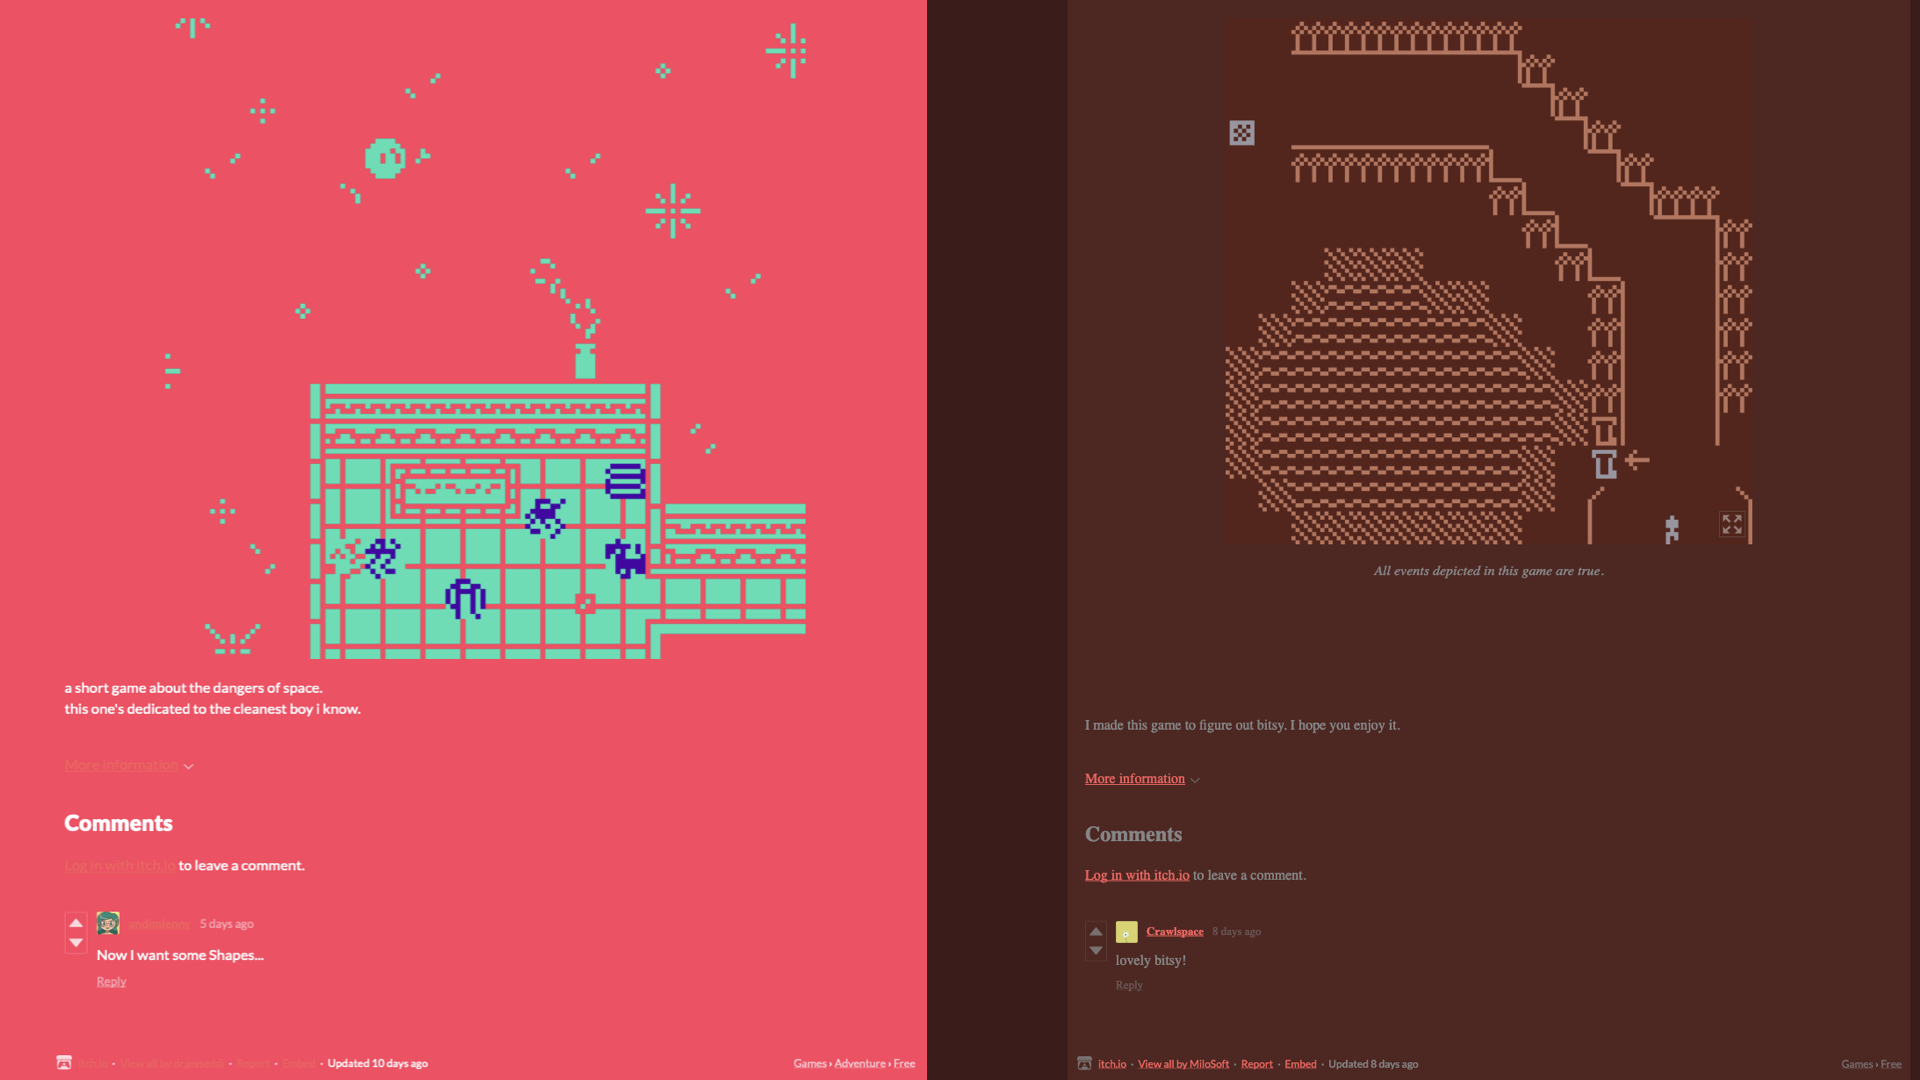 a short game about the dangers of space.
this one's dedicated to the cleanest boy i know.
More information
Comments
Log in with itch.io to leave a comment.
5 days ago
Now I want some Shapes...
Reply
itch.io · View all by · Report · Embed · Updated 10 days ago
Games › Adventure › Free
All events depicted in this game are true.
I made this game to figure out bitsy. I hope you enjoy it.
More information
Comments
Log in with itch.io to leave a comment.
Crawlspace 8 days ago
lovely bitsy!
Reply
itch.io · View all by MiloSoft · Report · Embed · Updated 8 days ago
Games › Free